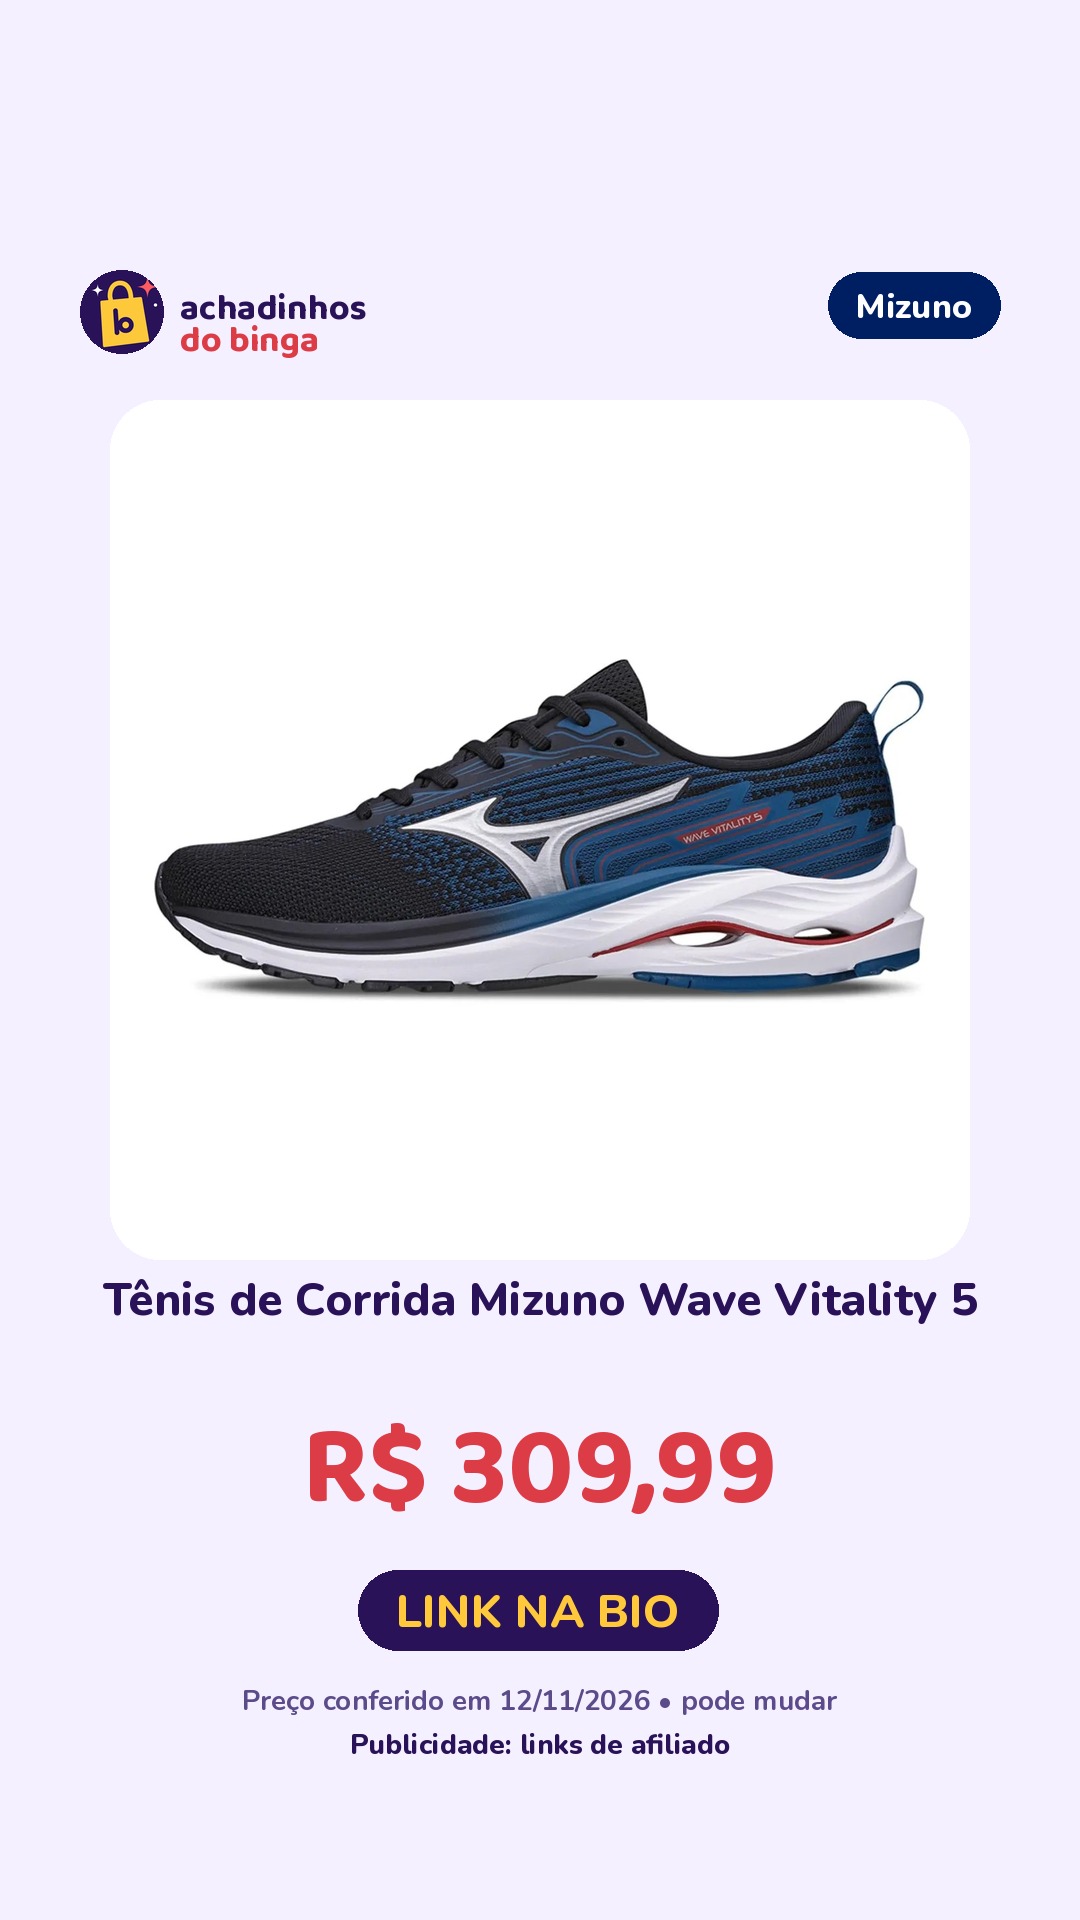 achadinhos
do binga
Mizuno
b
WAVE VITALITY 5
Tênis de Corrida Mizuno Wave Vitality 5
R$ 309,99
LINK NA BIO
Preço conferido em 12/11/2026 • pode mudar
Publicidade: links de afiliado